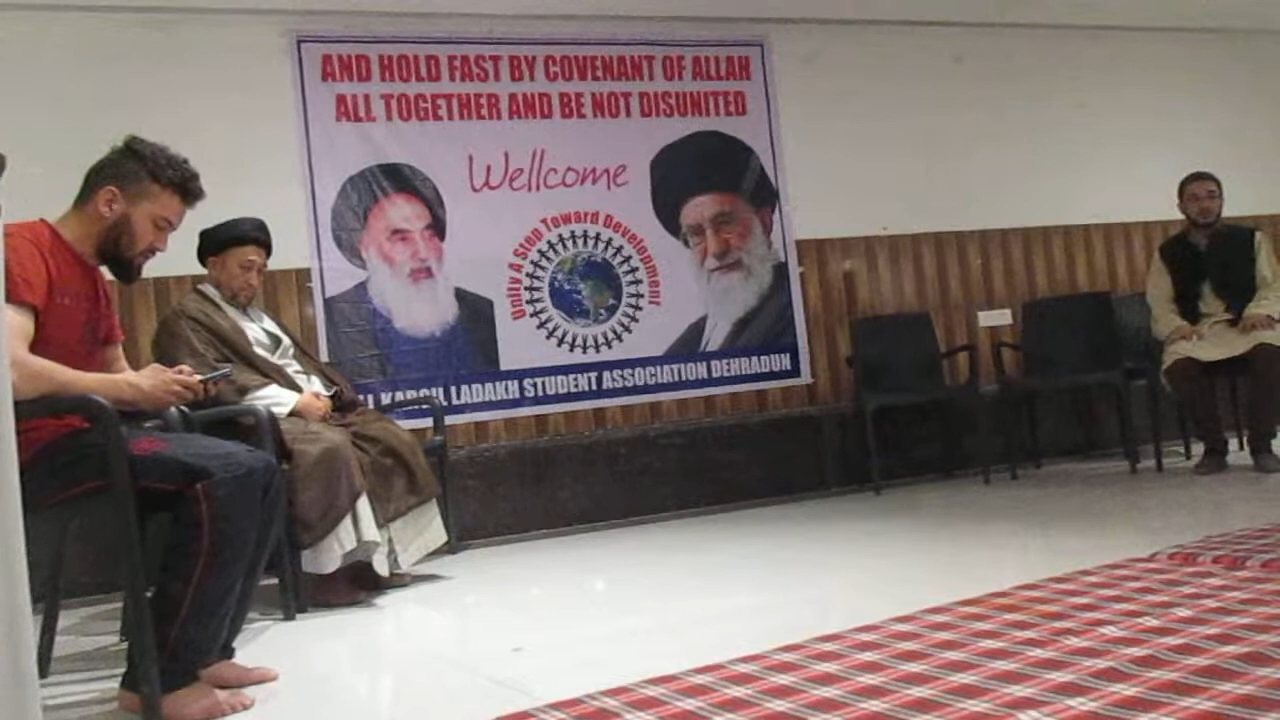 AND HOLD FAST BY COVENANT OF ALLAH
ALL TOGETHER AND BE NOT DISUNITED
Wellcome
Unity A Step Toward Development
KARGIL LADAKH STUDENT ASSOCIATION DEHRADUN